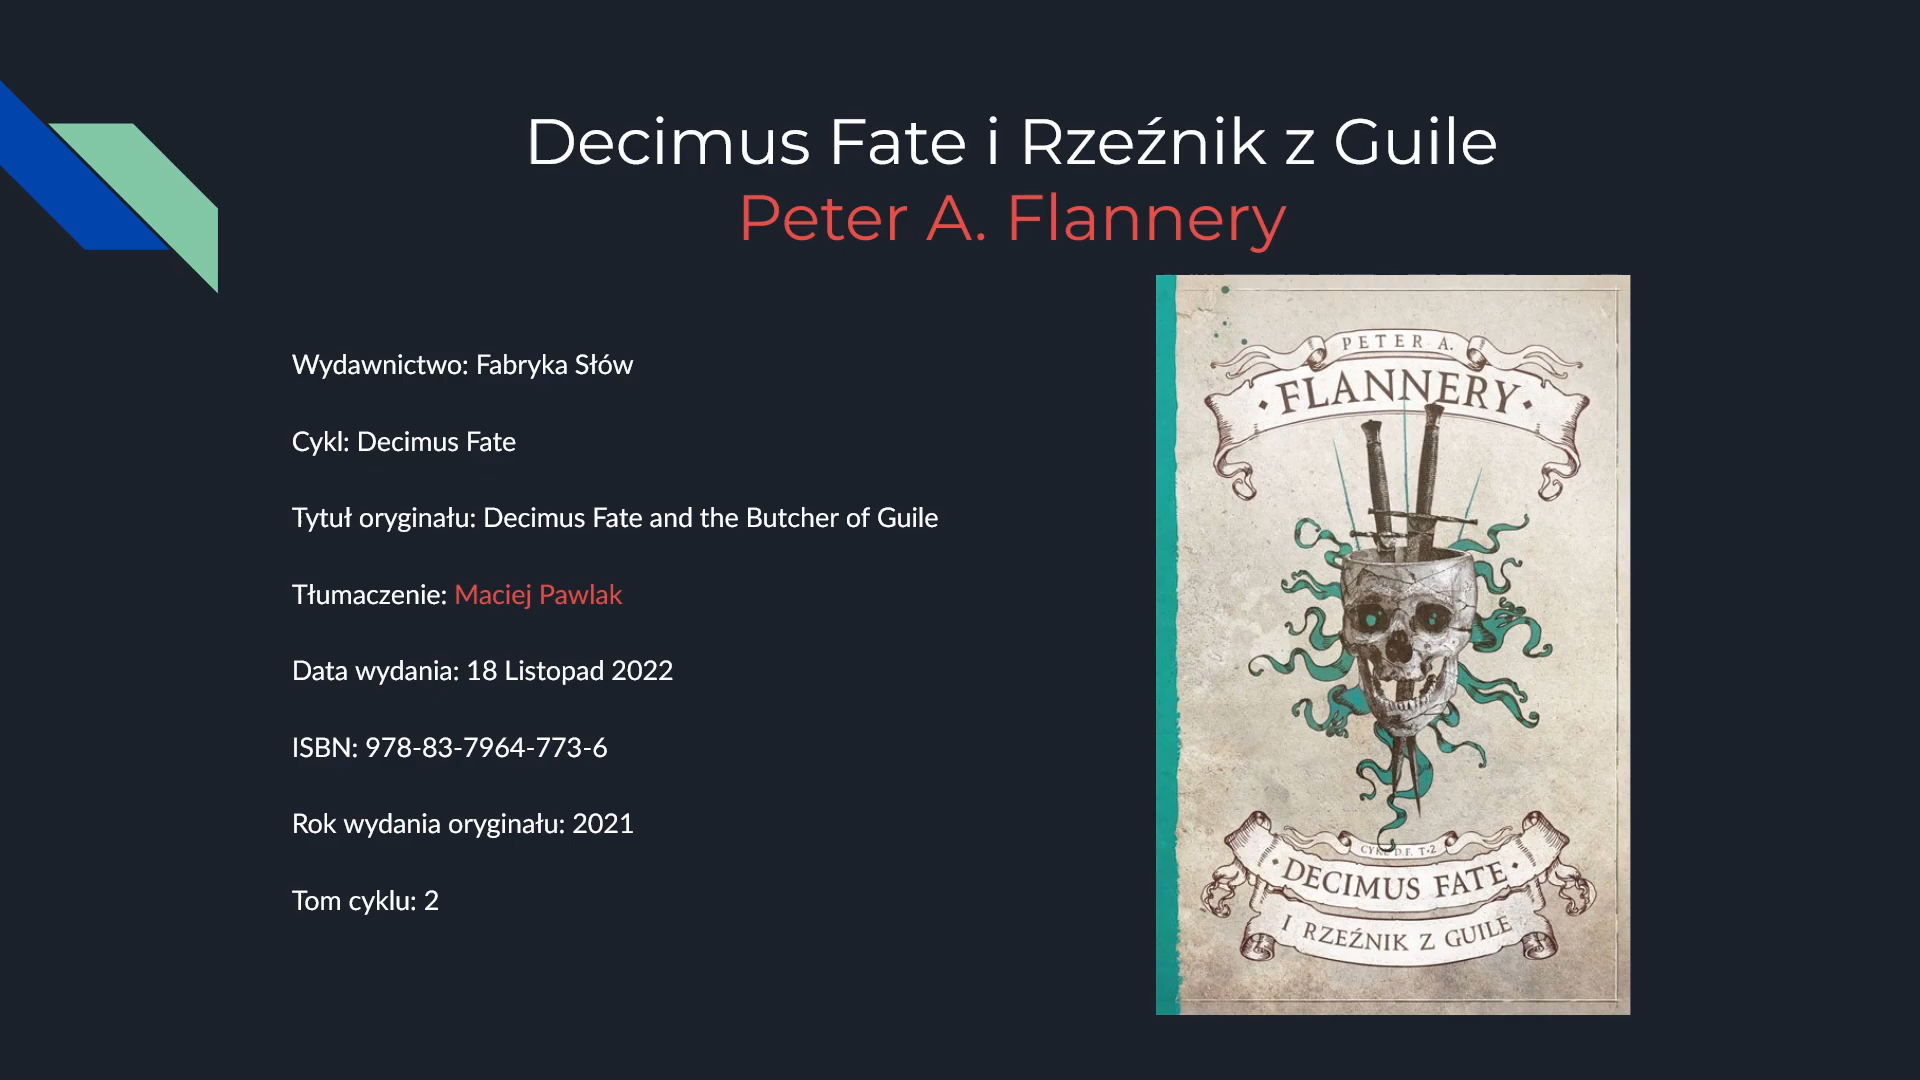 Decimus Fate i Rzeźnik z Guile
Peter A. Flannery
Wydawnictwo: Fabryka Słów
Cykl: Decimus Fate
Tytuł oryginału: Decimus Fate and the Butcher of Guile
Tłumaczenie: Maciej Pawlak
Data wydania: 18 Listopad 2022
ISBN: 978-83-7964-773-6
Rok wydania oryginału: 2021
Tom cyklu: 2
PETER A.
FLANNERY
CYKL D.F. T·2
DECIMUS FATE
I RZEŹNIK Z GUILE